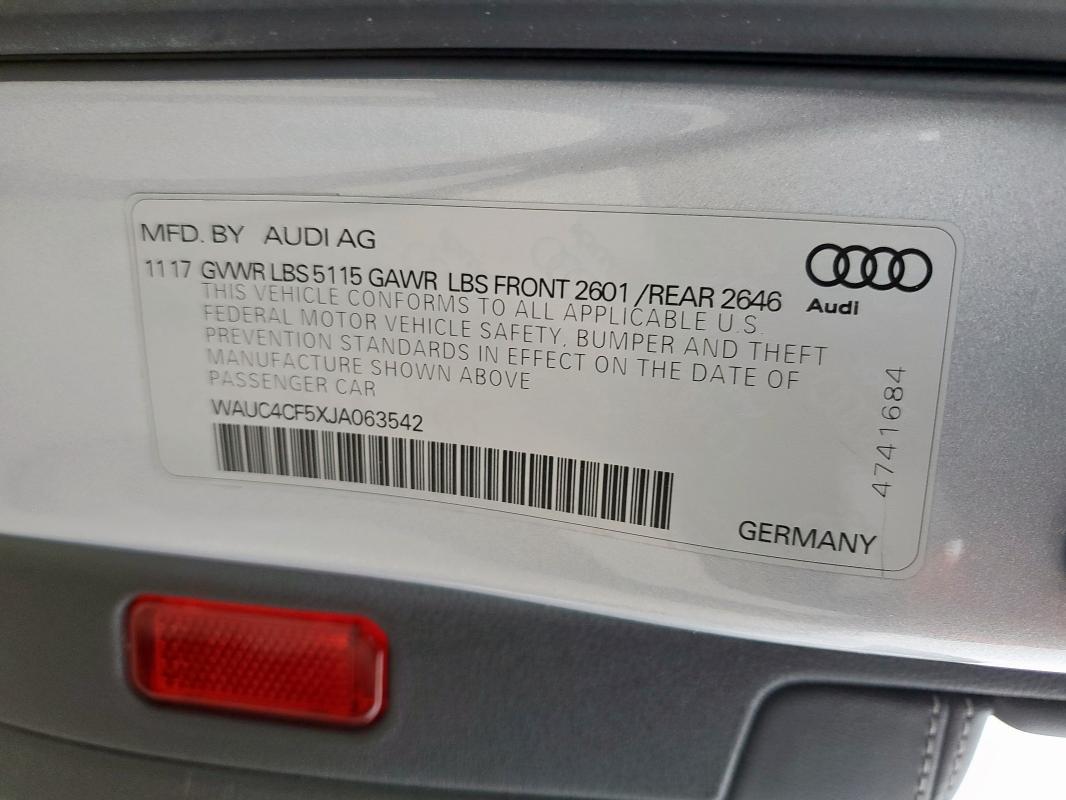 MFD. BY AUDI AG
11 17 GVWR LBS 5115 GAWR LBS FRONT 2601 /REAR 2646
THIS VEHICLE CONFORMS TO ALL APPLICABLE U.S.
FEDERAL MOTOR VEHICLE SAFETY, BUMPER AND THEFT
PREVENTION STANDARDS IN EFFECT ON THE DATE OF
MANUFACTURE SHOWN ABOVE
PASSENGER CAR
WAUC4CF5XJA063542
Audi
4741684
GERMANY